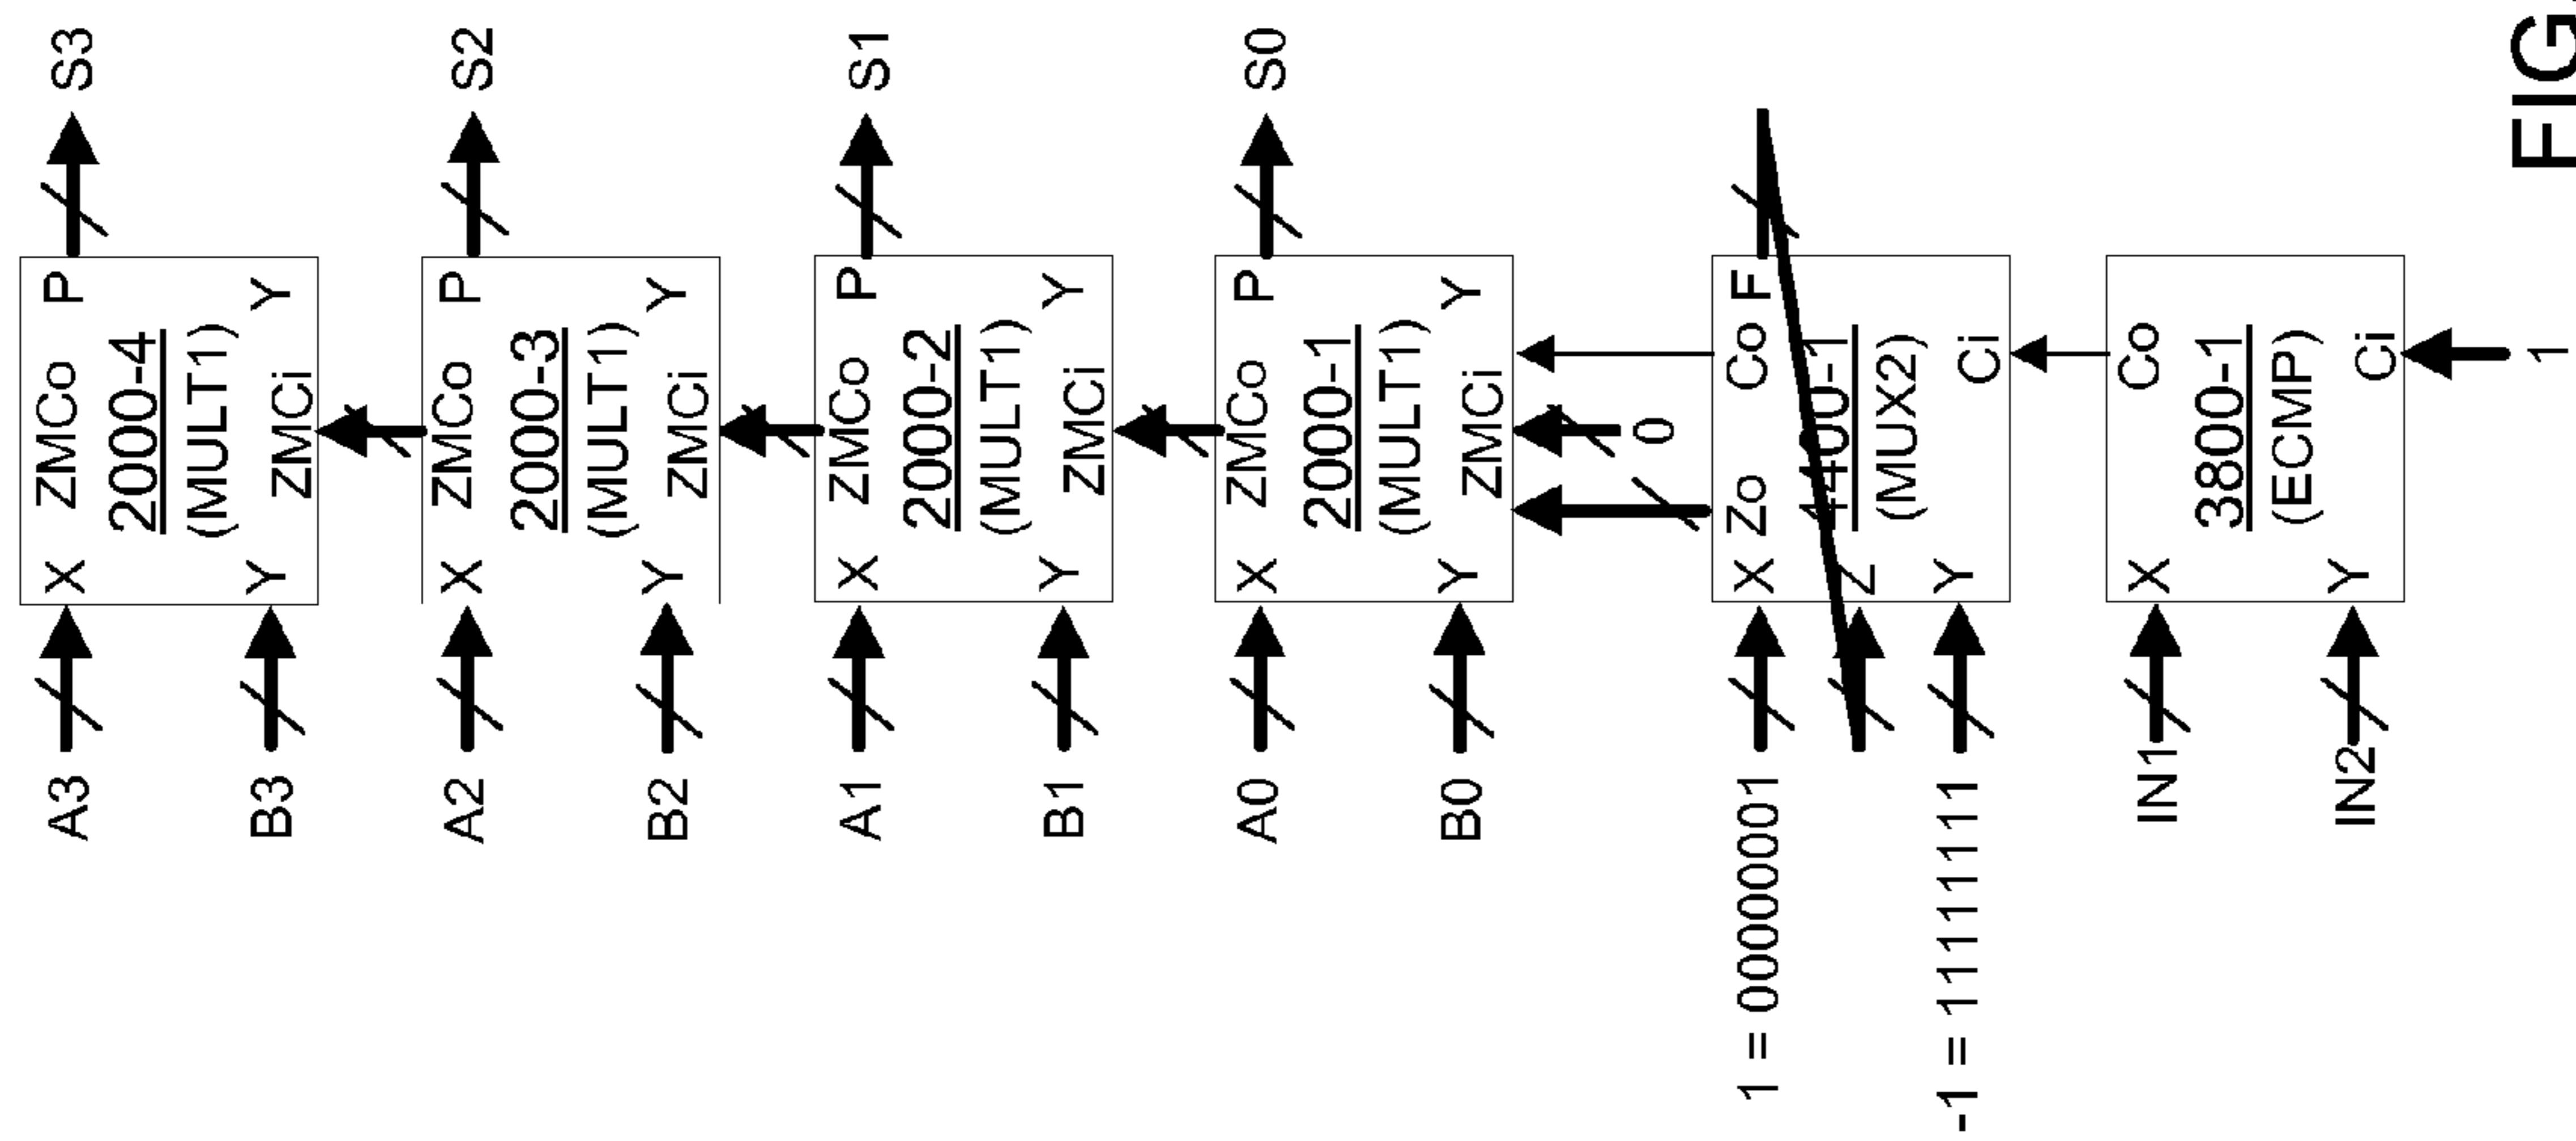 A3 X ZMCo P S3
2000-4
(MULT1)
B3 Y ZMCi Y
A2 X ZMCo P S2
2000-3
(MULT1)
B2 Y ZMCi Y
A1 X ZMCo P S1
2000-2
(MULT1)
B1 Y ZMCi Y
A0 X ZMCo P S0
2000-1
(MULT1)
B0 Y ZMCi Y
0
1 = 00000001 X Zo Co F
Z 4400-1
(MUX2)
-1 = 11111111 Y Ci
IN1 X Co
3800-1
(ECMP)
IN2 Y Ci
1
FIG